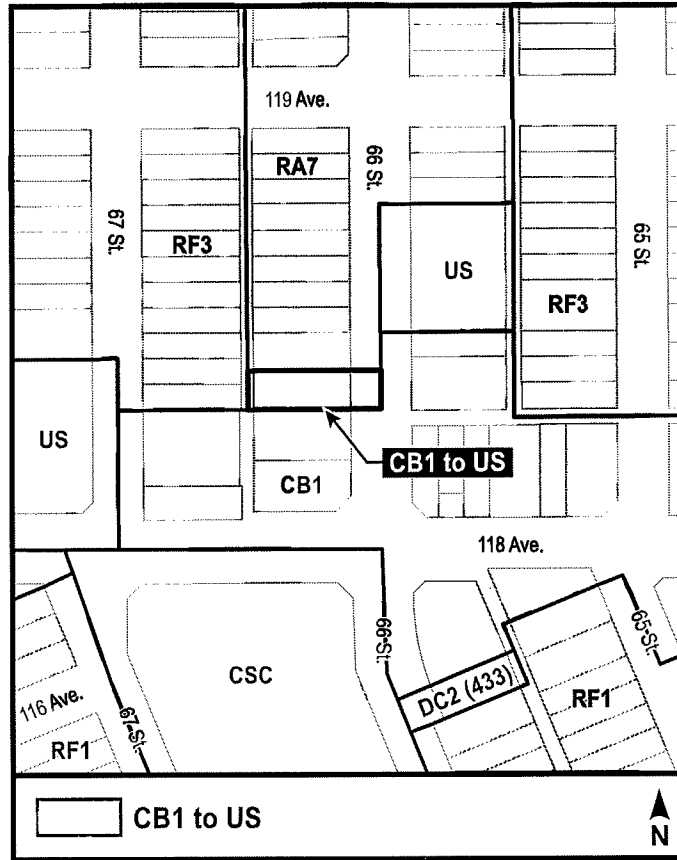 119 Ave.
RA7
66 St.
67 St.
RF3
65 St.
US
RF3
US
CB1 to US
CB1
118 Ave.
65 St.
66 St.
CSC
DC2 (433)
RF1
116 Ave.
67 St.
RF1
CB1 to US
N